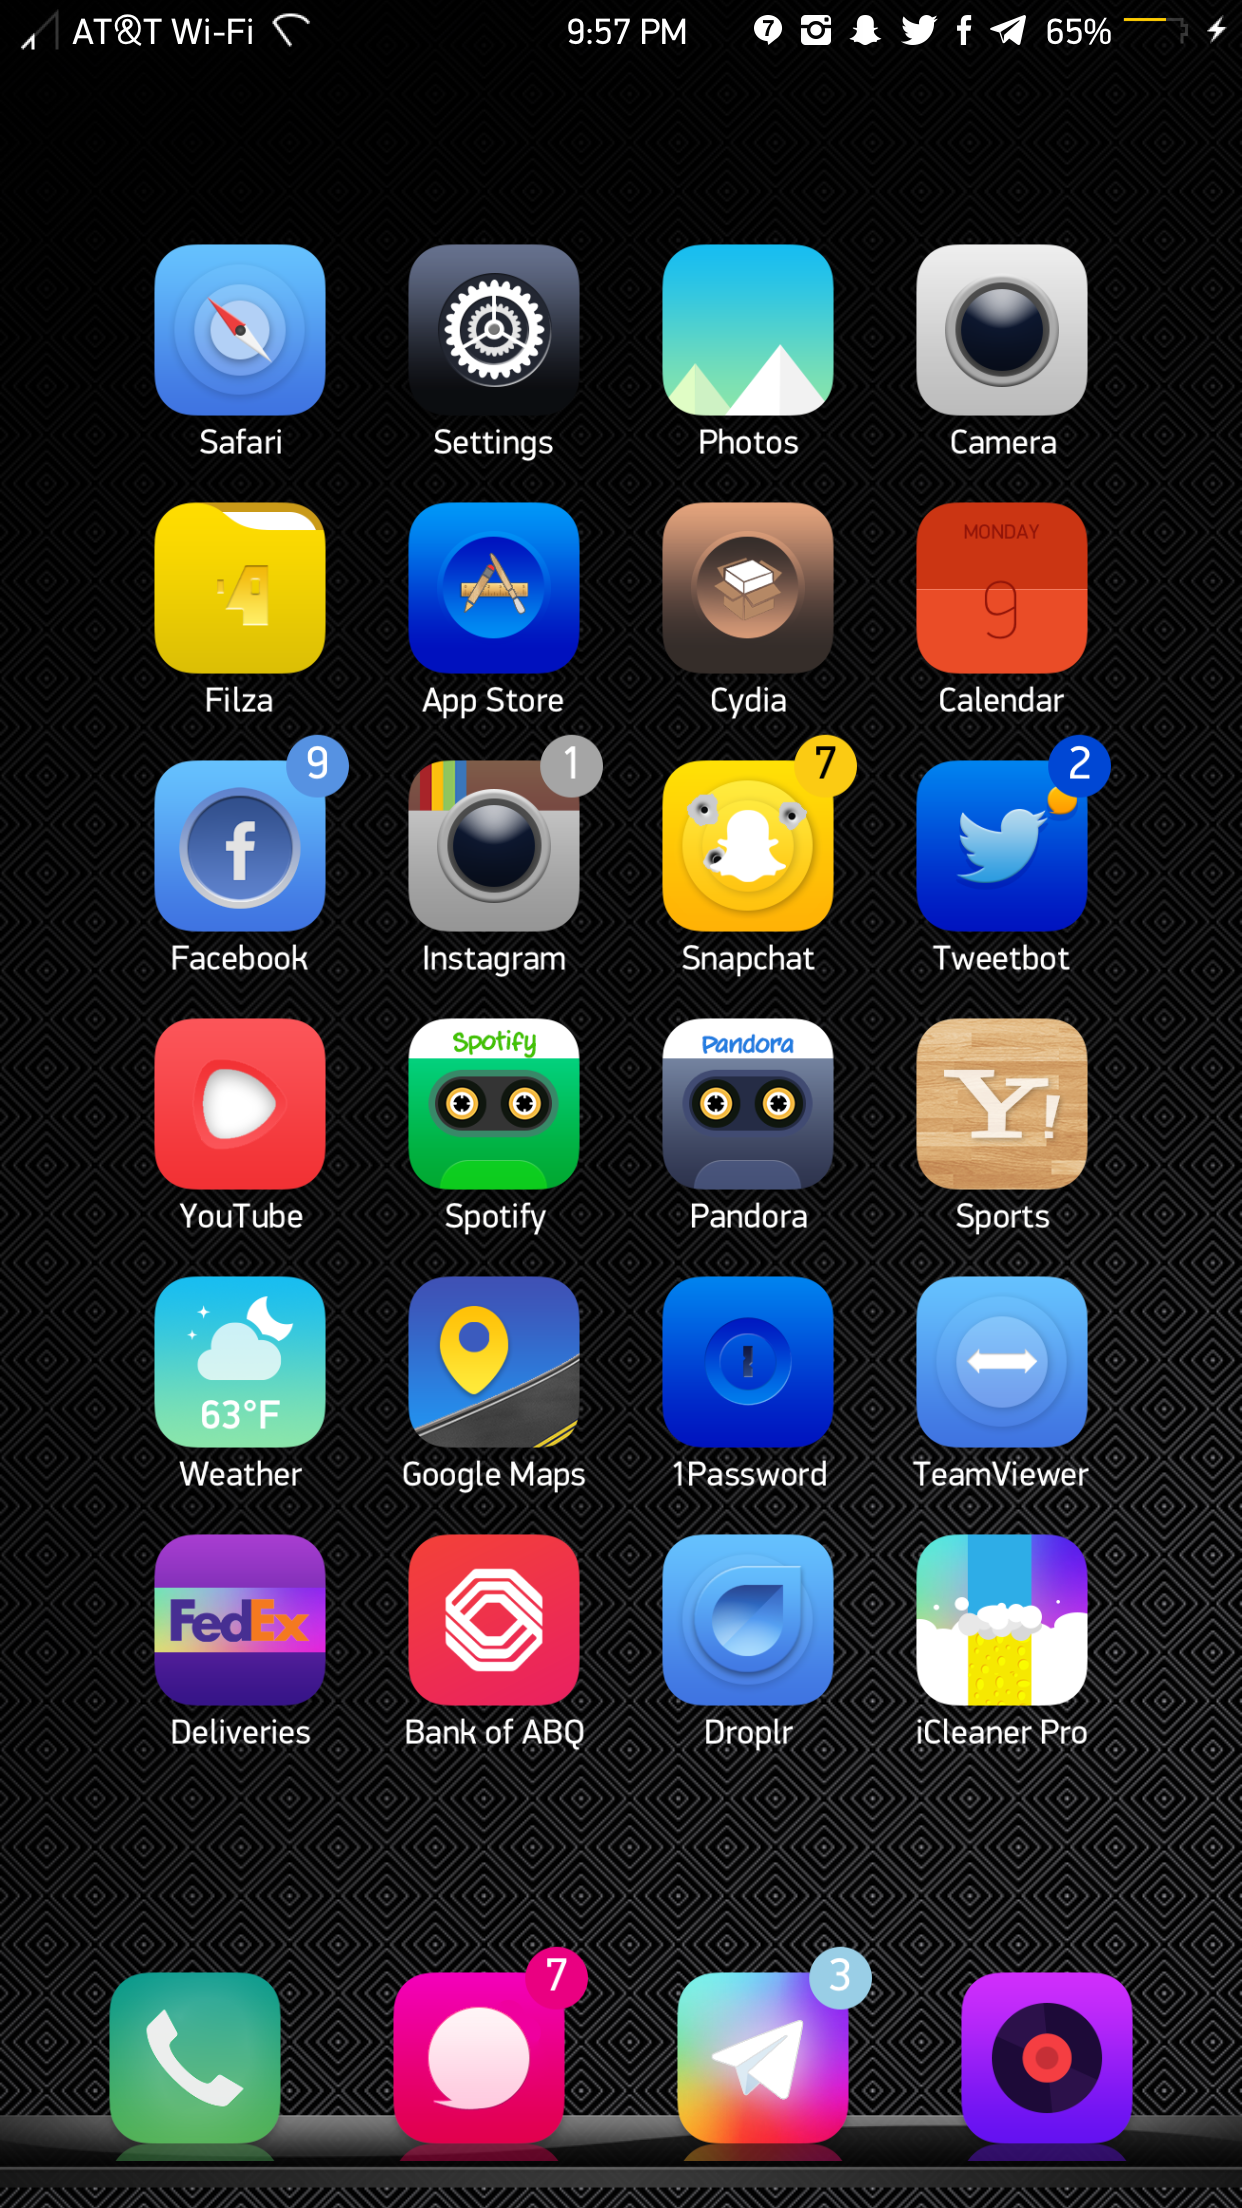 AT&T Wi-Fi 9:57 PM 7 65%
Safari Settings Photos Camera
MONDAY
4 9
Filza App Store Cydia Calendar
9 1 7 2
f
Facebook Instagram Snapchat Tweetbot
Spotify Pandora
Y!
YouTube Spotify Pandora Sports
63°F
Weather Google Maps 1Password TeamViewer
FedEx
Deliveries Bank of ABQ Droplr iCleaner Pro
7 3